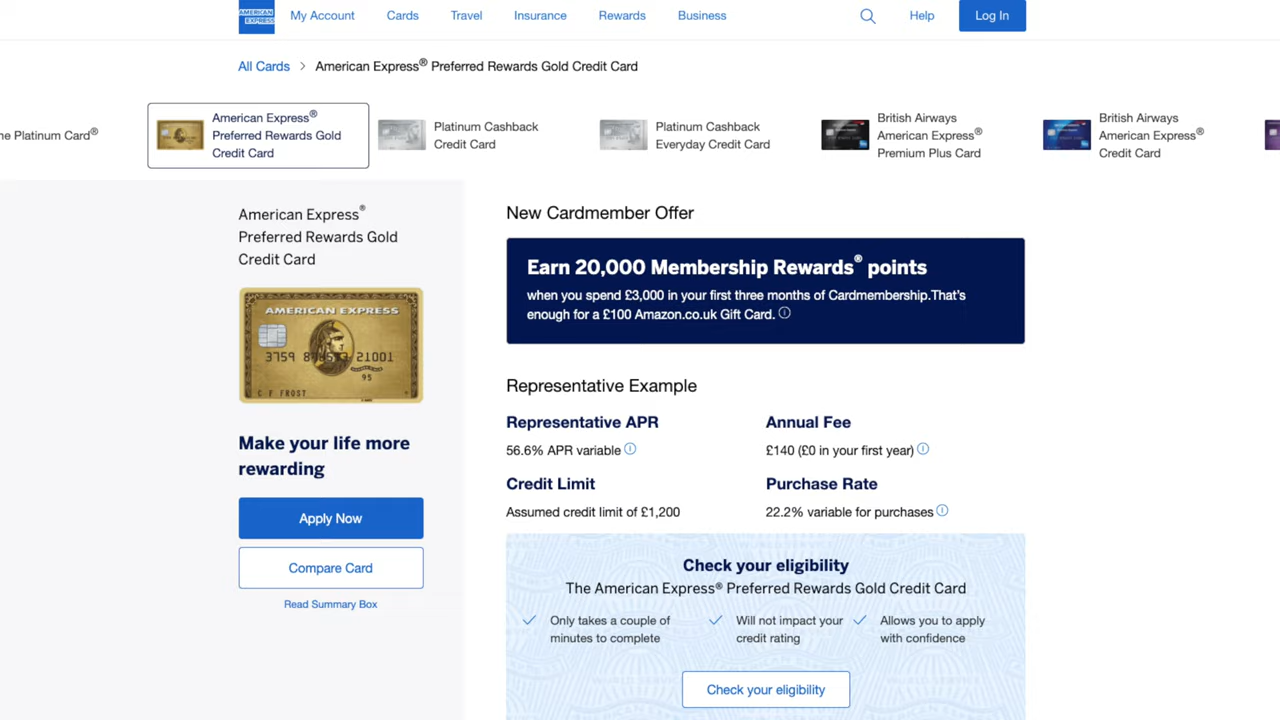 AMERICAN EXPRESS
My Account
Cards
Travel
Insurance
Rewards
Business
Help
Log In
All Cards
American Express® Preferred Rewards Gold Credit Card
he Platinum Card®
American Express®
Preferred Rewards Gold
Credit Card
Platinum Cashback
Credit Card
Platinum Cashback
Everyday Credit Card
British Airways
American Express®
Premium Plus Card
British Airways
American Express®
Credit Card
American Express®
Preferred Rewards Gold
Credit Card
AMERICAN EXPRESS
3759 21001
95
C F FROST
Make your life more
rewarding
Apply Now
Compare Card
Read Summary Box
New Cardmember Offer
Earn 20,000 Membership Rewards® points
when you spend £3,000 in your first three months of Cardmembership.That's
enough for a £100 Amazon.co.uk Gift Card.
Representative Example
Representative APR
56.6% APR variable
Annual Fee
£140 (£0 in your first year)
Credit Limit
Assumed credit limit of £1,200
Purchase Rate
22.2% variable for purchases
Check your eligibility
The American Express® Preferred Rewards Gold Credit Card
Only takes a couple of
minutes to complete
Will not impact your
credit rating
Allows you to apply
with confidence
Check your eligibility